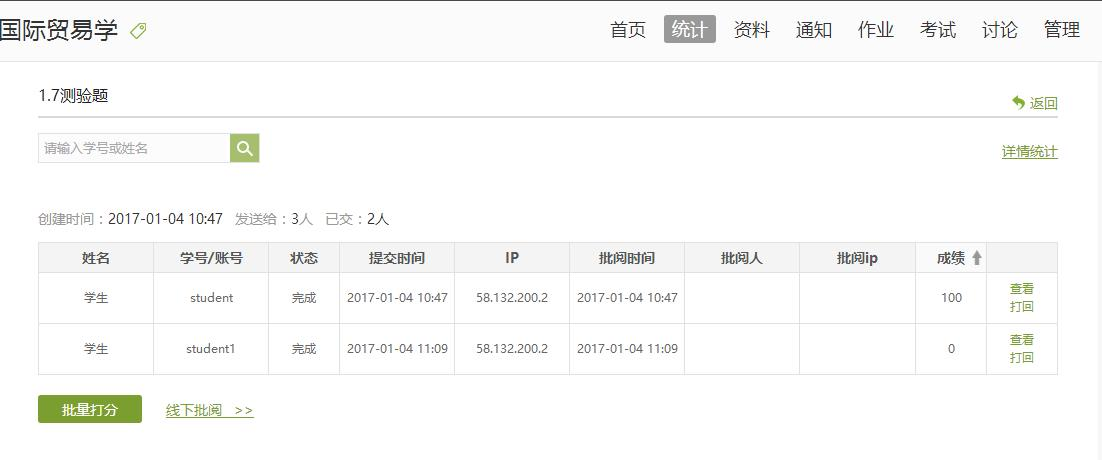 国际贸易学
首页 统计 资料 通知 作业 考试 讨论 管理
1.7测验题
返回
请输入学号或姓名
详情统计
创建时间：2017-01-04 10:47 发送给：3人 已交：2人
姓名 学号/账号 状态 提交时间 IP 批阅时间 批阅人 批阅ip 成绩
学生 student 完成 2017-01-04 10:47 58.132.200.2 2017-01-04 10:47 100 查看
打回
学生 student1 完成 2017-01-04 11:09 58.132.200.2 2017-01-04 11:09 0 查看
打回
批量打分 线下批阅 >>